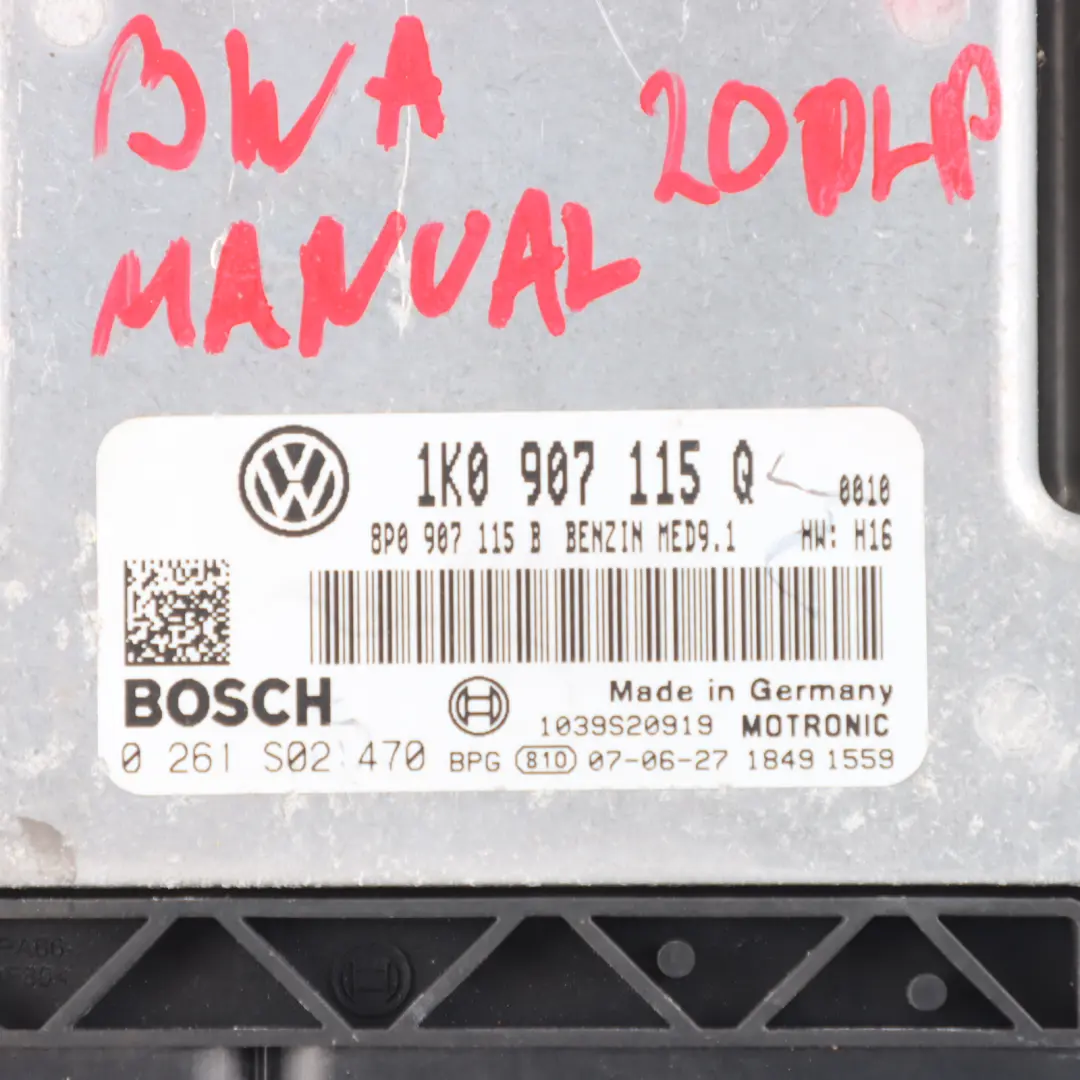 BWA 200LP
MANUAL
1K0 907 115 Q 0010
8P0 907 115 B BENZIN MED9.1 HW: H16
BOSCH
Made in Germany
1039S20919 MOTRONIC
0 261 S02 470 BPG 810 07-06-27 1849 1559